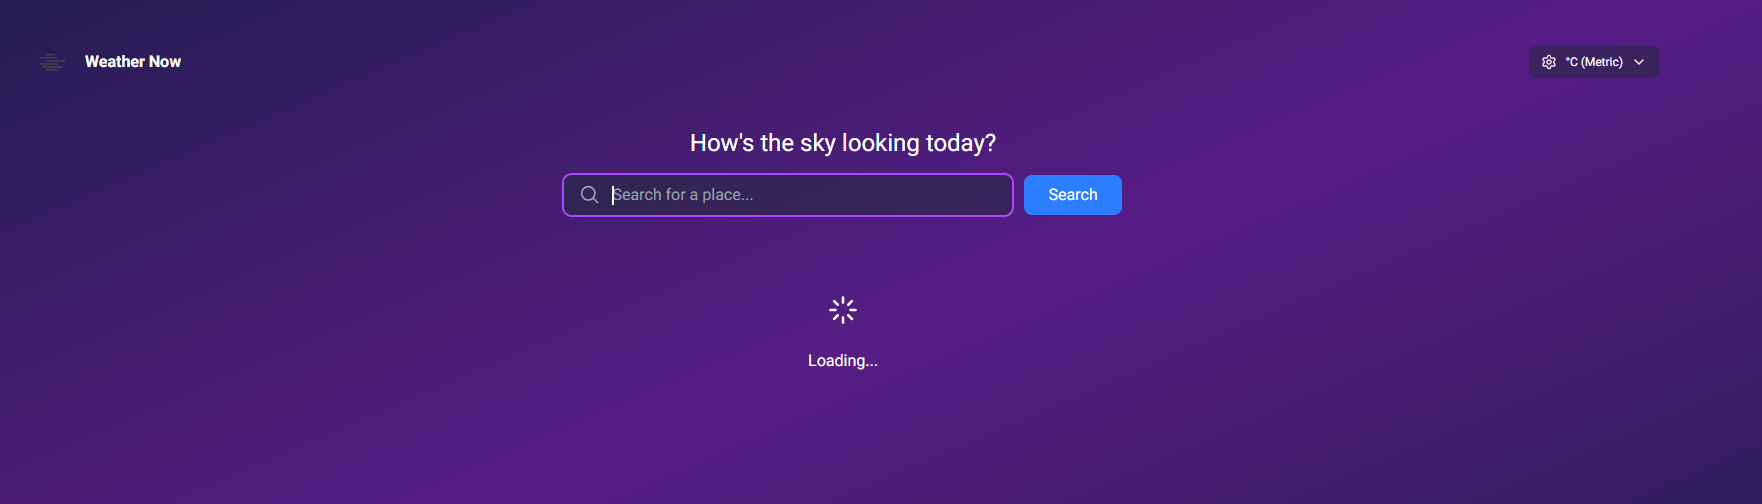 Weather Now
°C (Metric)
How's the sky looking today?
Search for a place...
Search
Loading...